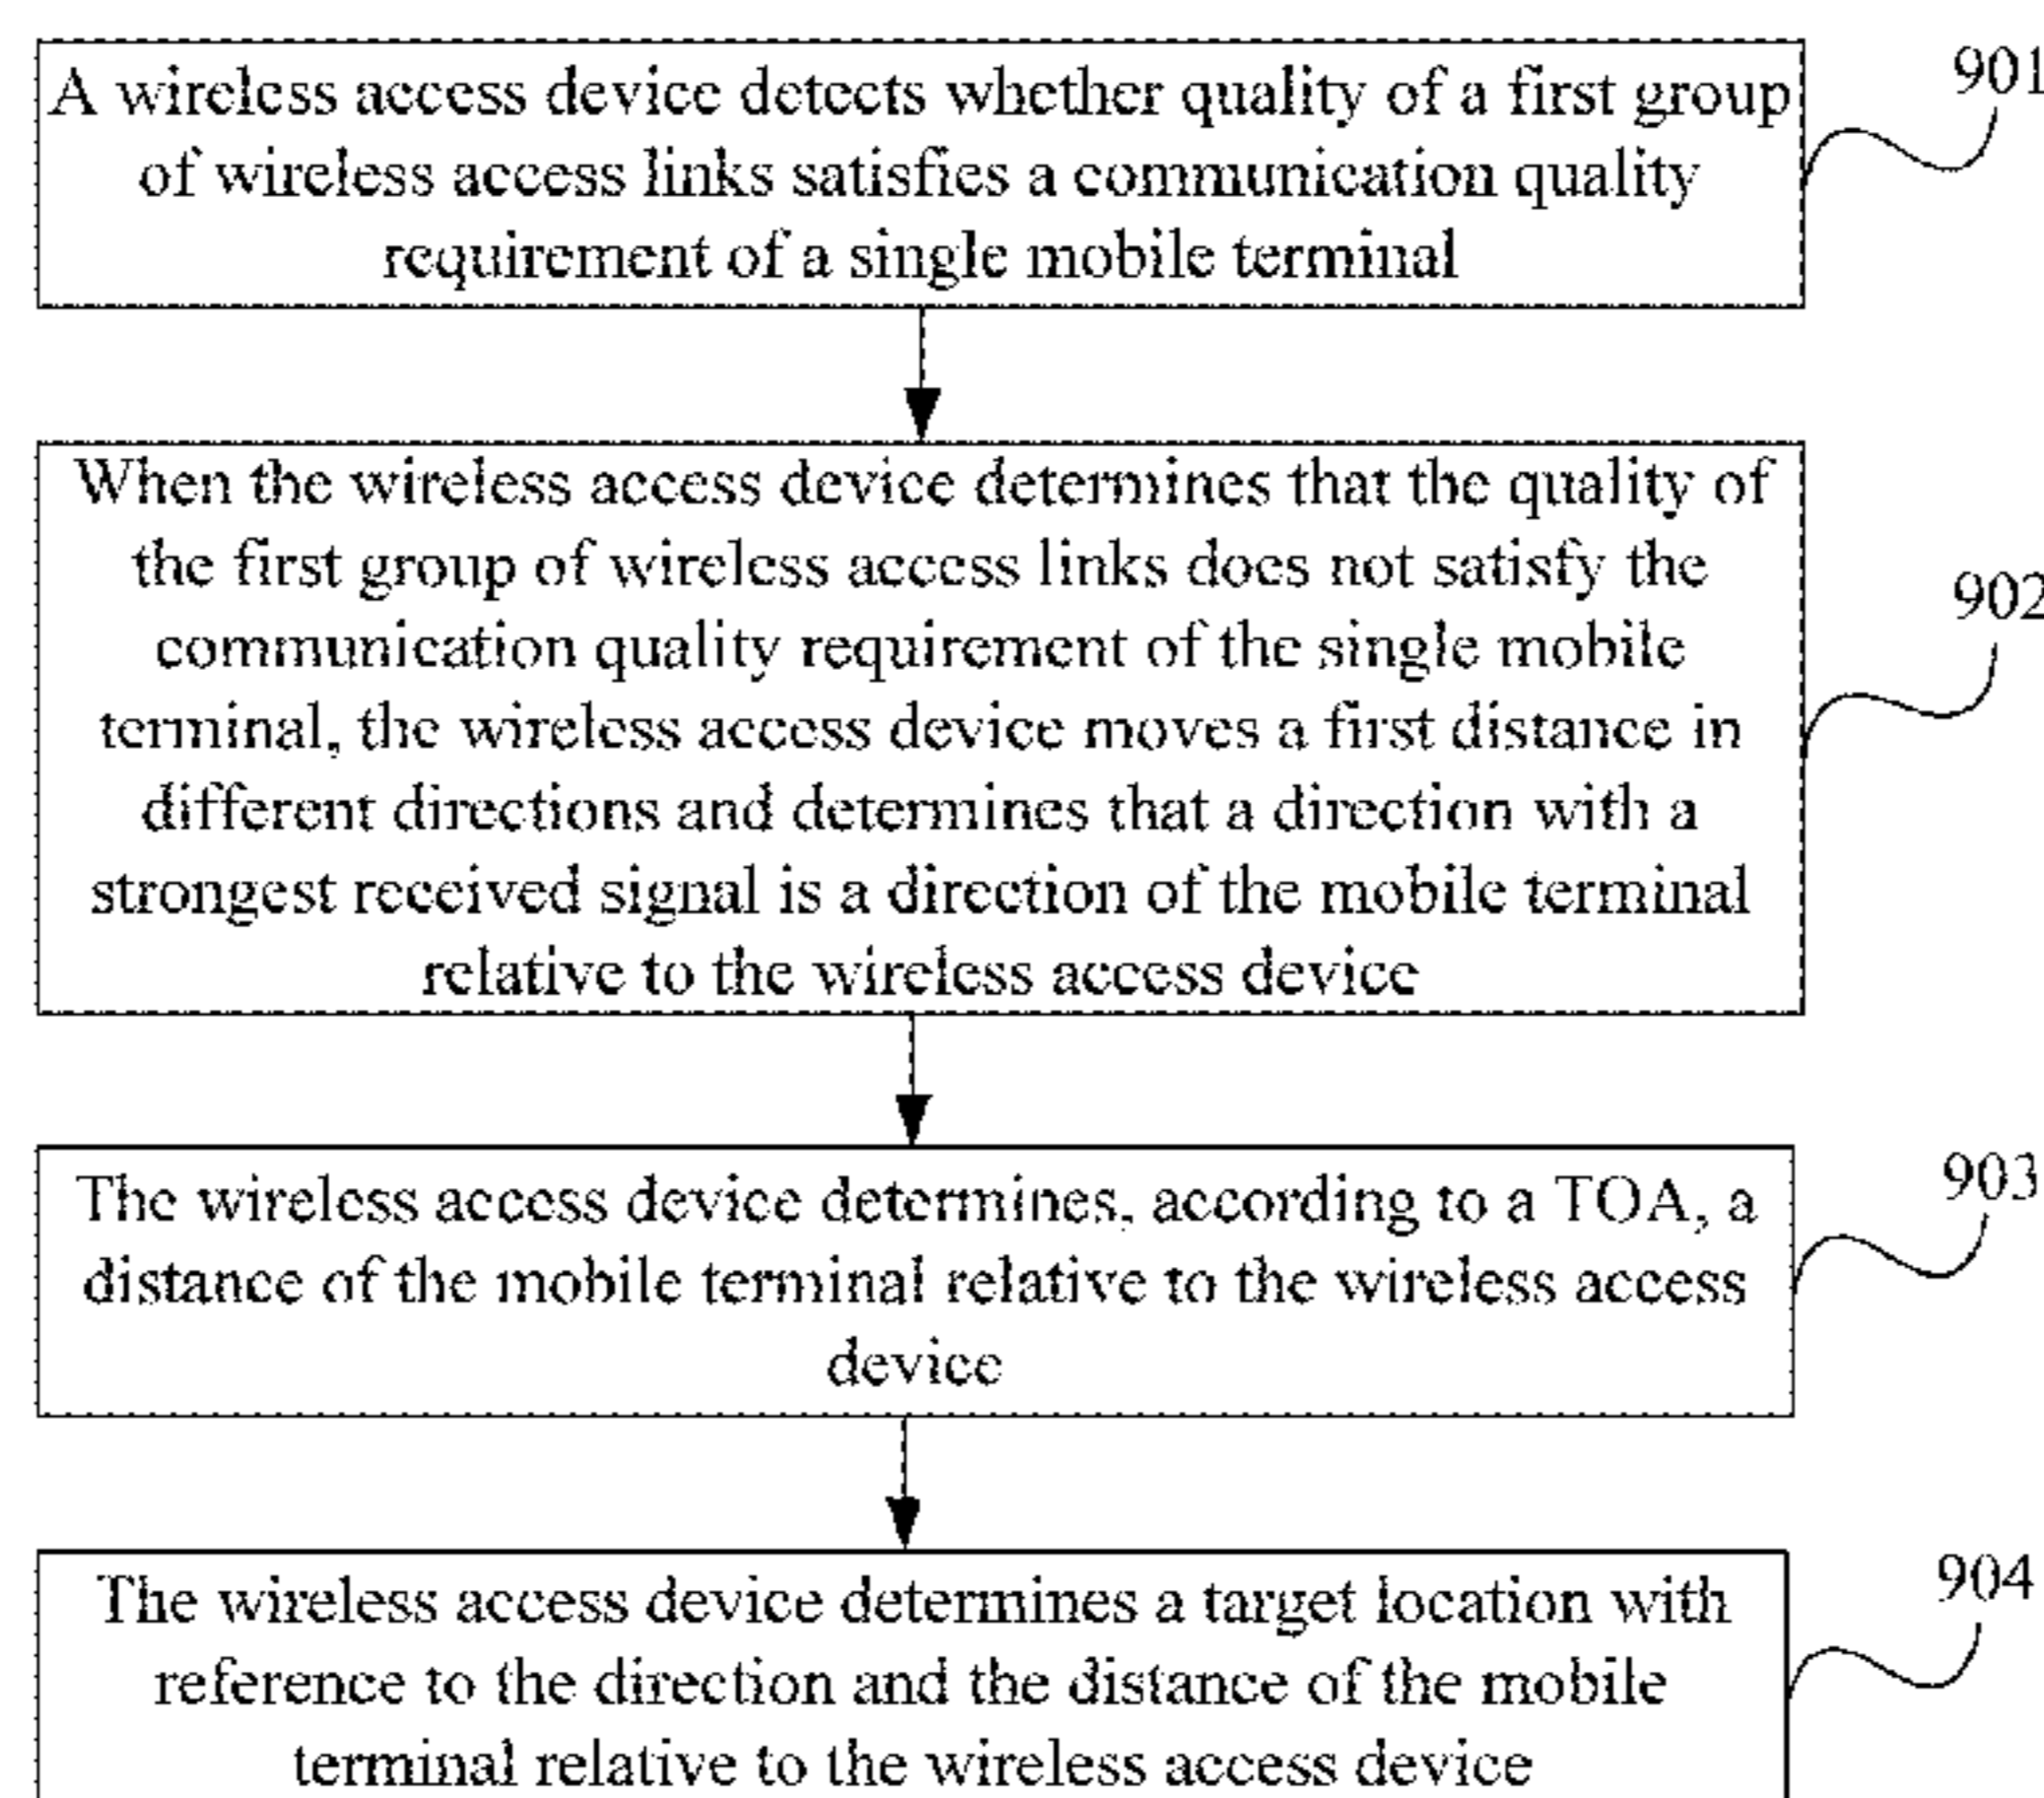 A wireless access device detects whether quality of a first group
of wireless access links satisfies a communication quality
requirement of a single mobile terminal
901
When the wireless access device determines that the quality of
the first group of wireless access links does not satisfy the
communication quality requirement of the single mobile
terminal, the wireless access device moves a first distance in
different directions and determines that a direction with a
strongest received signal is a direction of the mobile terminal
relative to the wireless access device
902
The wireless access device determines, according to a TOA, a
distance of the mobile terminal relative to the wireless access
device
903
The wireless access device determines a target location with
reference to the direction and the distance of the mobile
terminal relative to the wireless access device
904